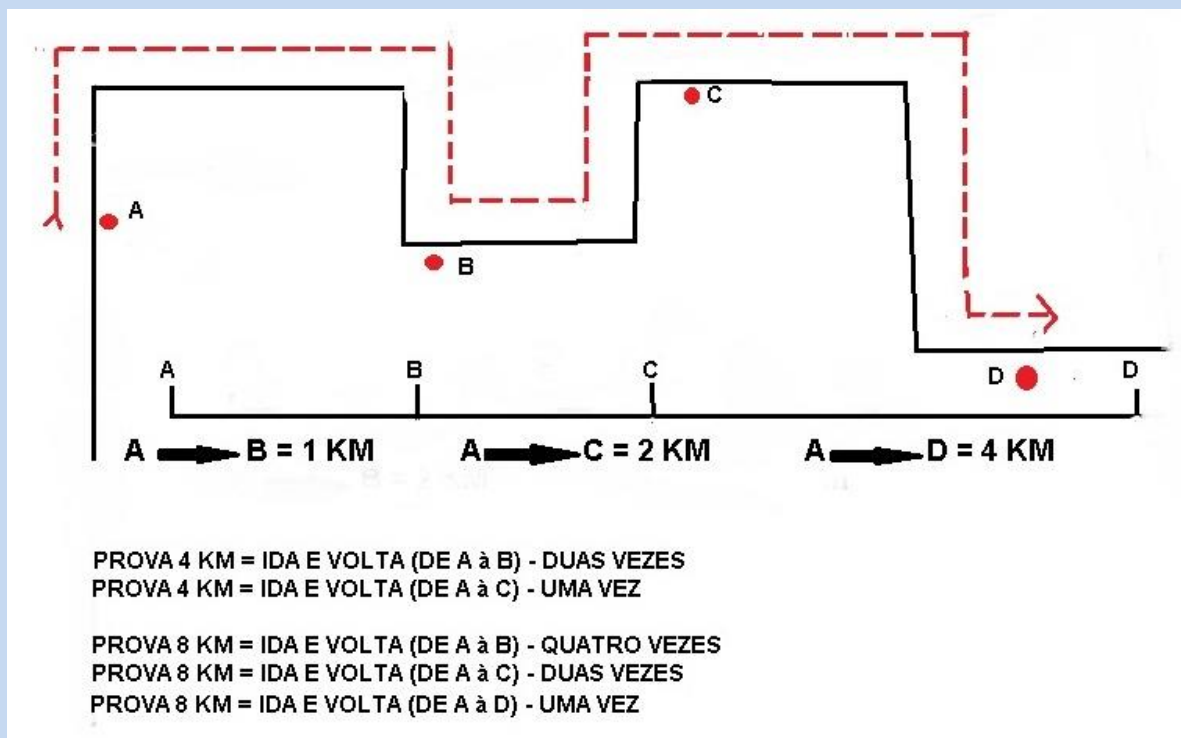 C
A
B
A B C D D
A B = 1 KM A C = 2 KM A D = 4 KM
PROVA 4 KM = IDA E VOLTA (DE A à B) - DUAS VEZES
PROVA 4 KM = IDA E VOLTA (DE A à C) - UMA VEZ
PROVA 8 KM = IDA E VOLTA (DE A à B) - QUATRO VEZES
PROVA 8 KM = IDA E VOLTA (DE A à C) - DUAS VEZES
PROVA 8 KM = IDA E VOLTA (DE A à D) - UMA VEZ